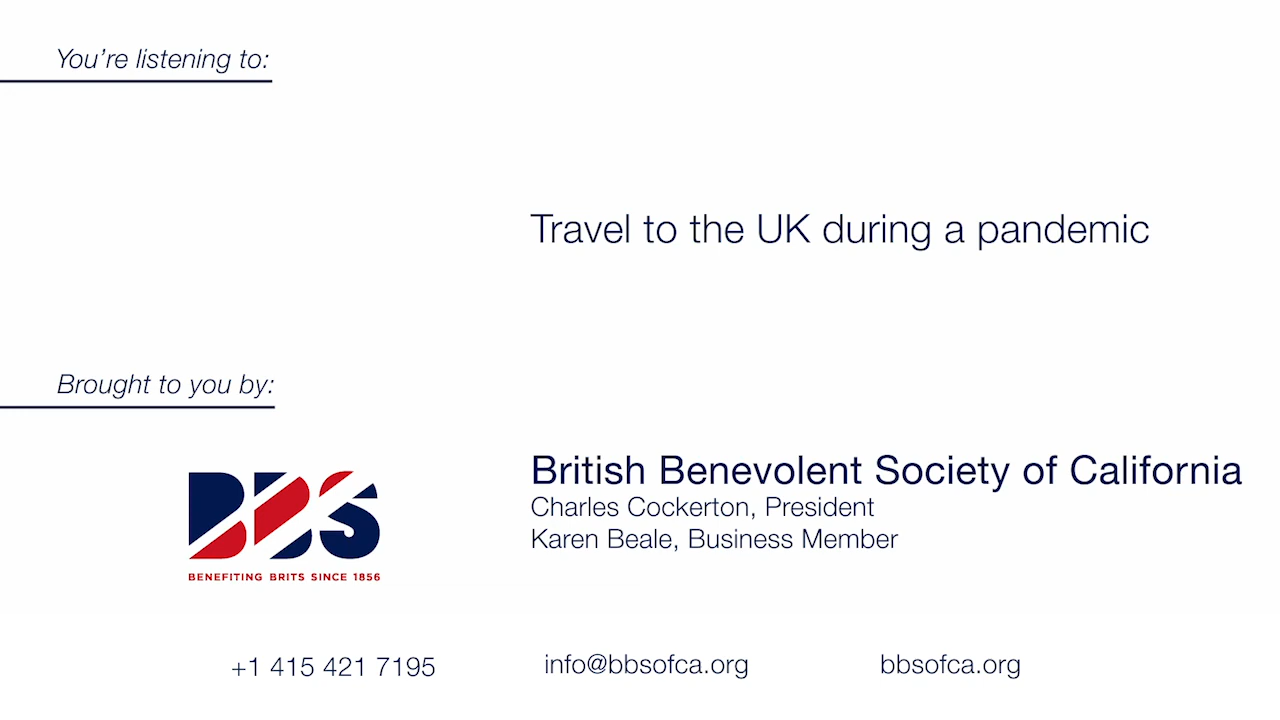 You’re listening to:
Travel to the UK during a pandemic
Brought to you by:
BBS
BENEFITING BRITS SINCE 1856
British Benevolent Society of California
Charles Cockerton, President
Karen Beale, Business Member
+1 415 421 7195
info@bbsofca.org
bbsofca.org